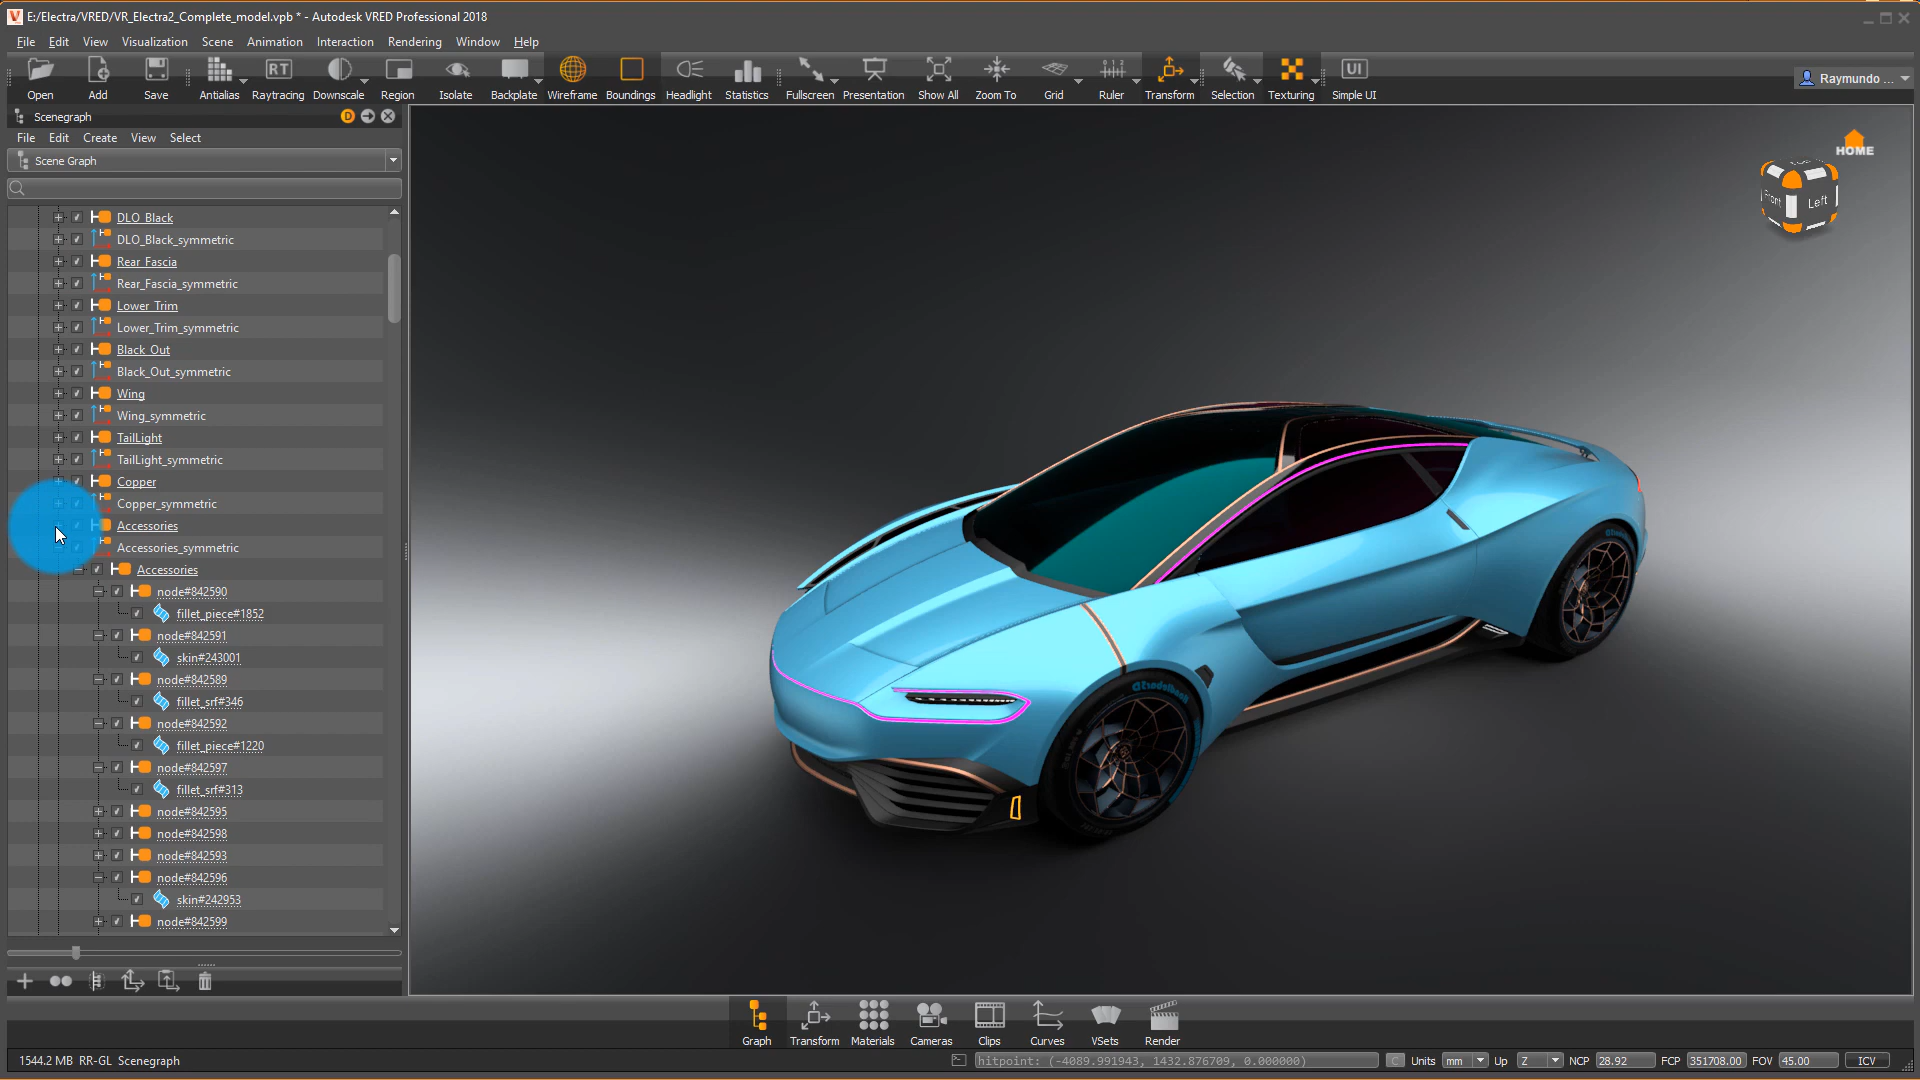 E:/Electra/VRED/VR_Electra2_Complete_model.vpb * - Autodesk VRED Professional 2018
File Edit View Visualization Scene Animation Interaction Rendering Window Help
RT UI
Open Add Save Antialias Raytracing Downscale Region Isolate Backplate Wireframe Boundings Headlight Statistics Fullscreen Presentation Show All Zoom To Grid Ruler Transform Selection Texturing Simple UI
Raymundo ...
Scenegraph D
File Edit Create View Select
Scene Graph
HOME
Front Left
DLO_Black
DLO_Black_symmetric
Rear_Fascia
Rear_Fascia_symmetric
Lower_Trim
Lower_Trim_symmetric
Black_Out
Black_Out_symmetric
Wing
Wing_symmetric
TailLight
TailLight_symmetric
Copper
Copper_symmetric
Accessories
Accessories_symmetric
Accessories
node#842590
fillet_piece#1852
node#842591
skin#243001
node#842589
fillet_srf#346
node#842592
fillet_piece#1220
node#842597
fillet_srf#313
node#842595
node#842598
node#842593
node#842596
skin#242953
node#842599
Graph Transform Materials Cameras Clips Curves VSets Render
1544.2 MB RR-GL Scenegraph
hitpoint: (-4089.991943, 1432.876709, 0.000000) C Units mm Up Z NCP 28.92 FCP 351708.00 FOV 45.00 ICV